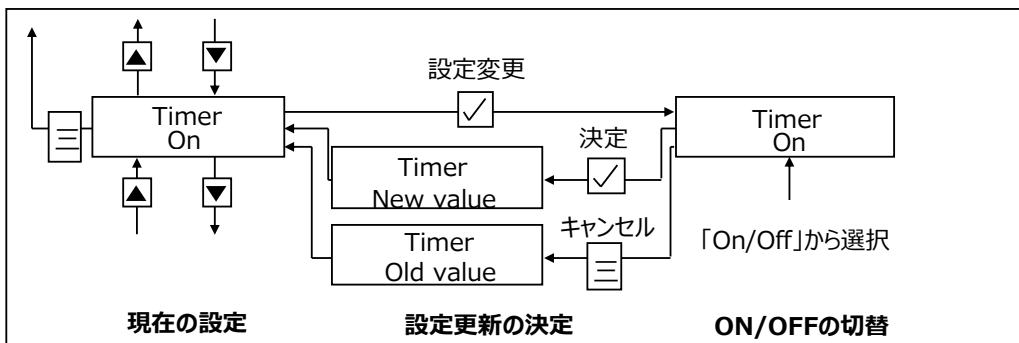 設定変更
Timer
On
Timer
On
決定
Timer
New value
キャンセル
「On/Off」から選択
Timer
Old value
現在の設定
設定更新の決定
ON/OFFの切替